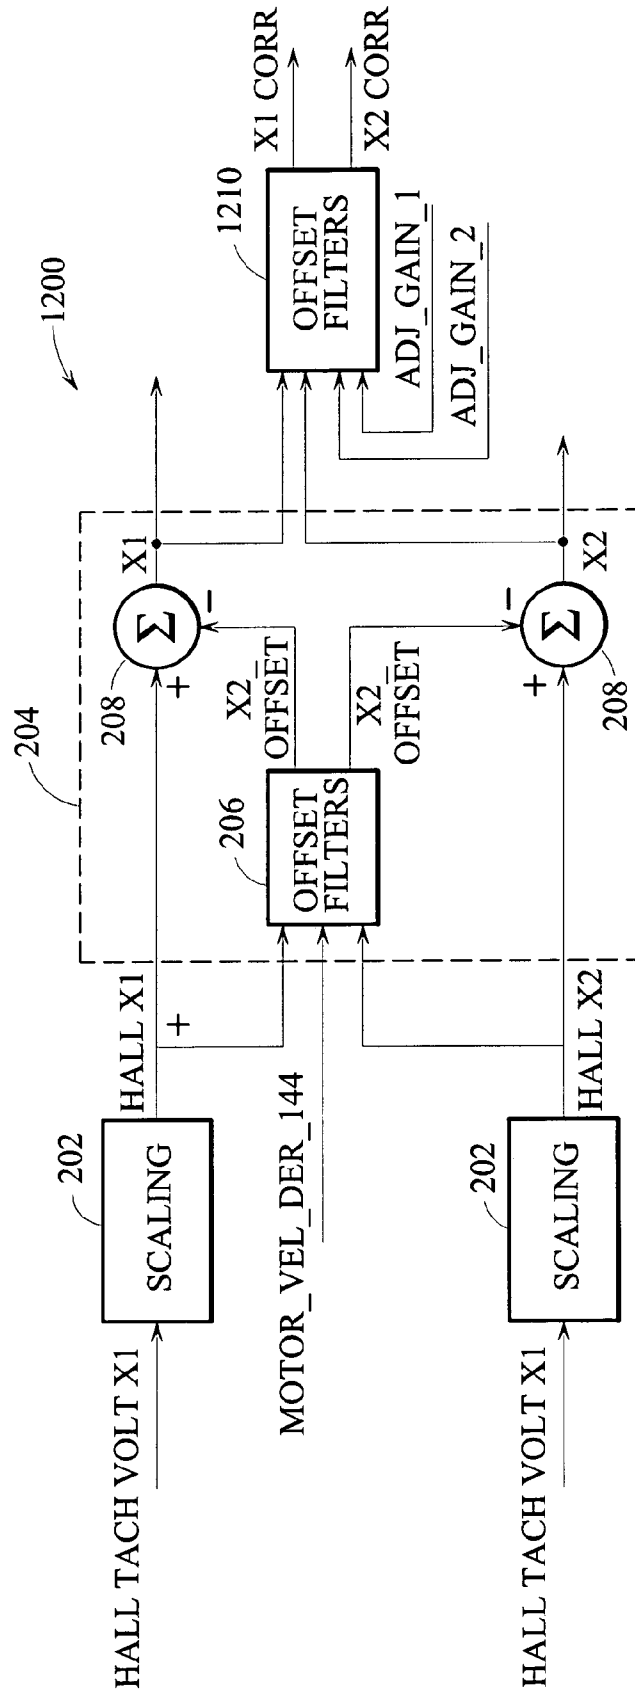 1200
204
HALL TACH VOLT X1
202
SCALING
HALL X1
+
+
208
Σ
-
X1
MOTOR_VEL_DER_144
206
OFFSET
FILTERS
X2_
OFFSET
X2_
OFFSET
1210
OFFSET
FILTERS
X1 CORR
X2 CORR
ADJ_GAIN_1
ADJ_GAIN_2
HALL TACH VOLT X1
202
SCALING
HALL X2
+
-
Σ
208
X2